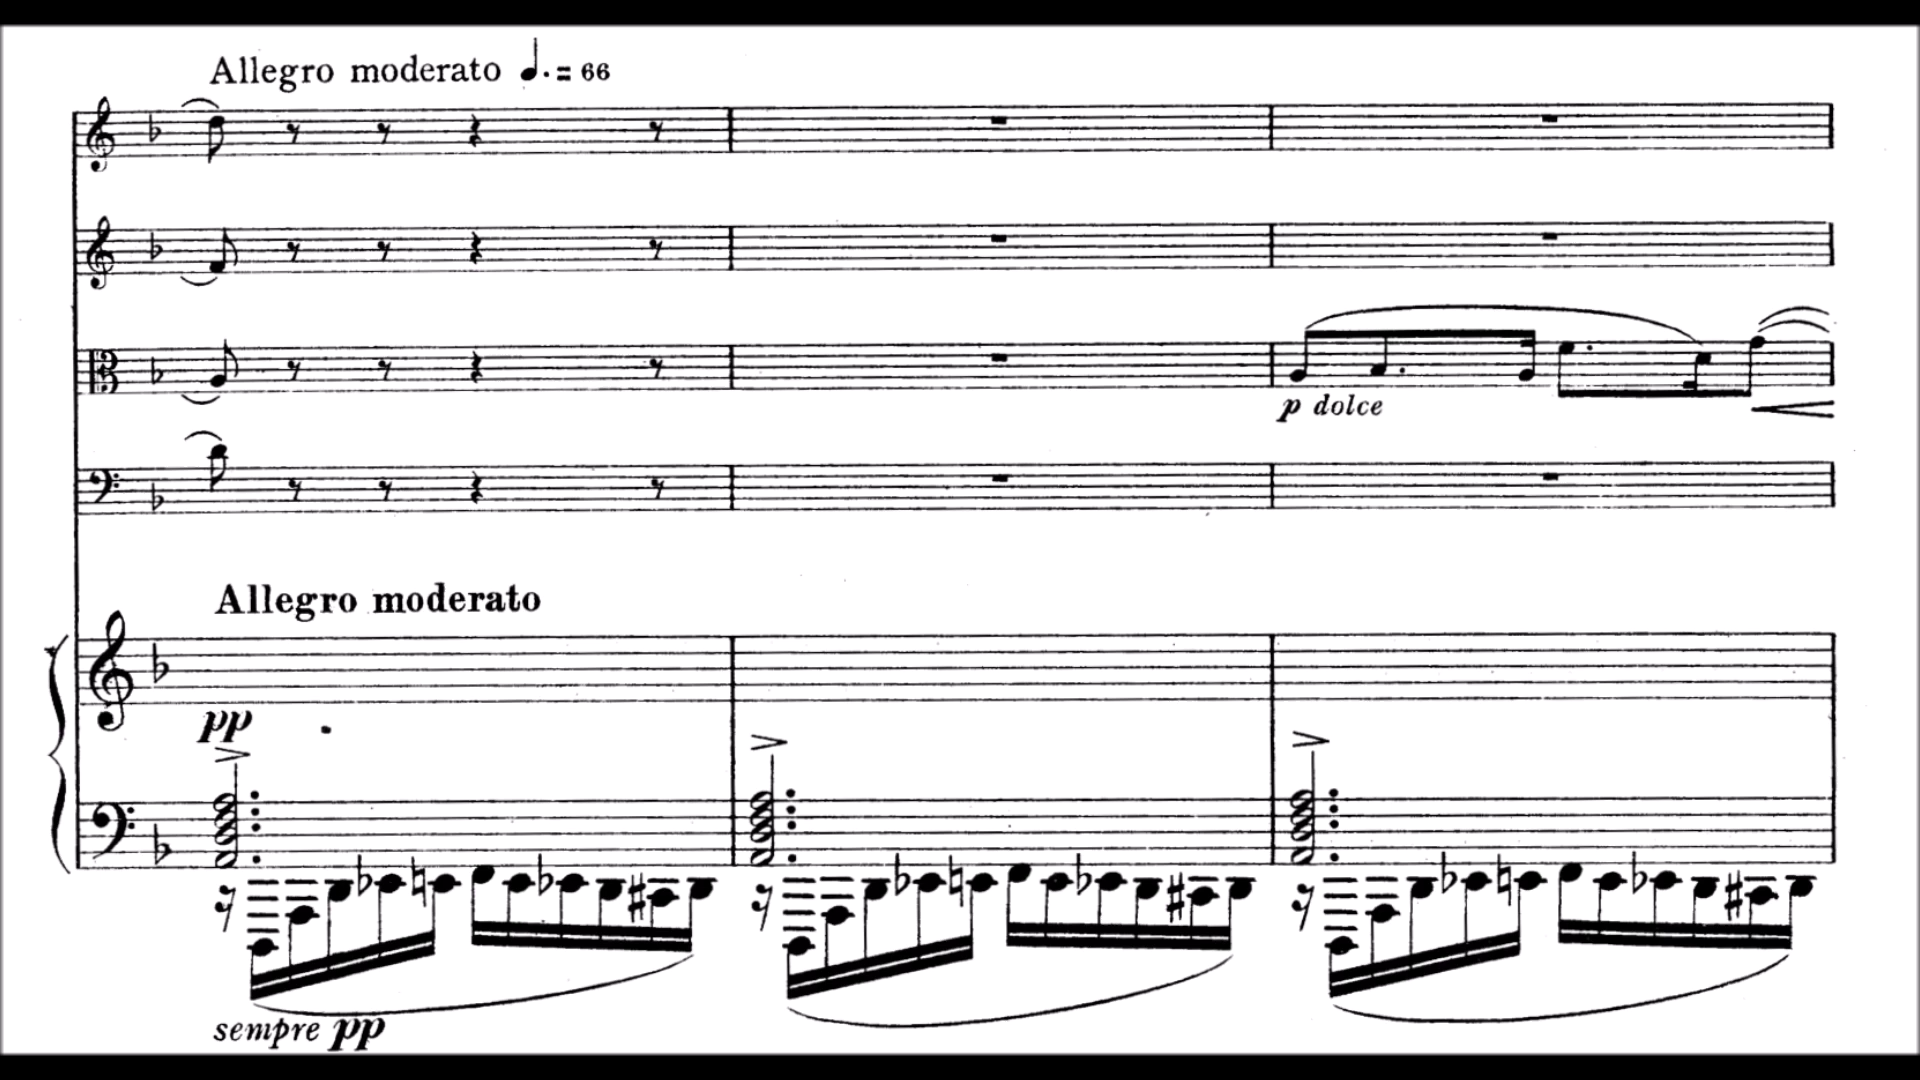 Allegro moderato ♩. = 66
p dolce
Allegro moderato
pp
sempre pp